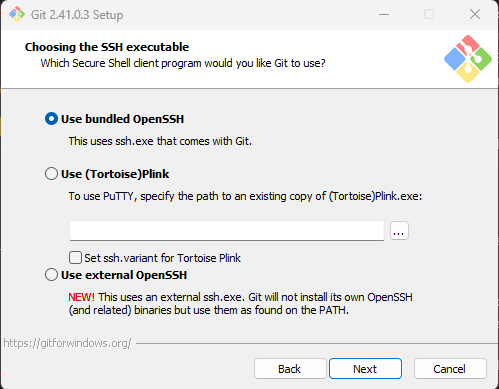 Git 2.41.0.3 Setup
Choosing the SSH executable
Which Secure Shell client program would you like Git to use?
Use bundled OpenSSH
This uses ssh.exe that comes with Git.
Use (Tortoise)Plink
To use PuTTY, specify the path to an existing copy of (Tortoise)Plink.exe:
...
Set ssh.variant for Tortoise Plink
Use external OpenSSH
NEW! This uses an external ssh.exe. Git will not install its own OpenSSH
(and related) binaries but use them as found on the PATH.
https://gitforwindows.org/
Back Next Cancel